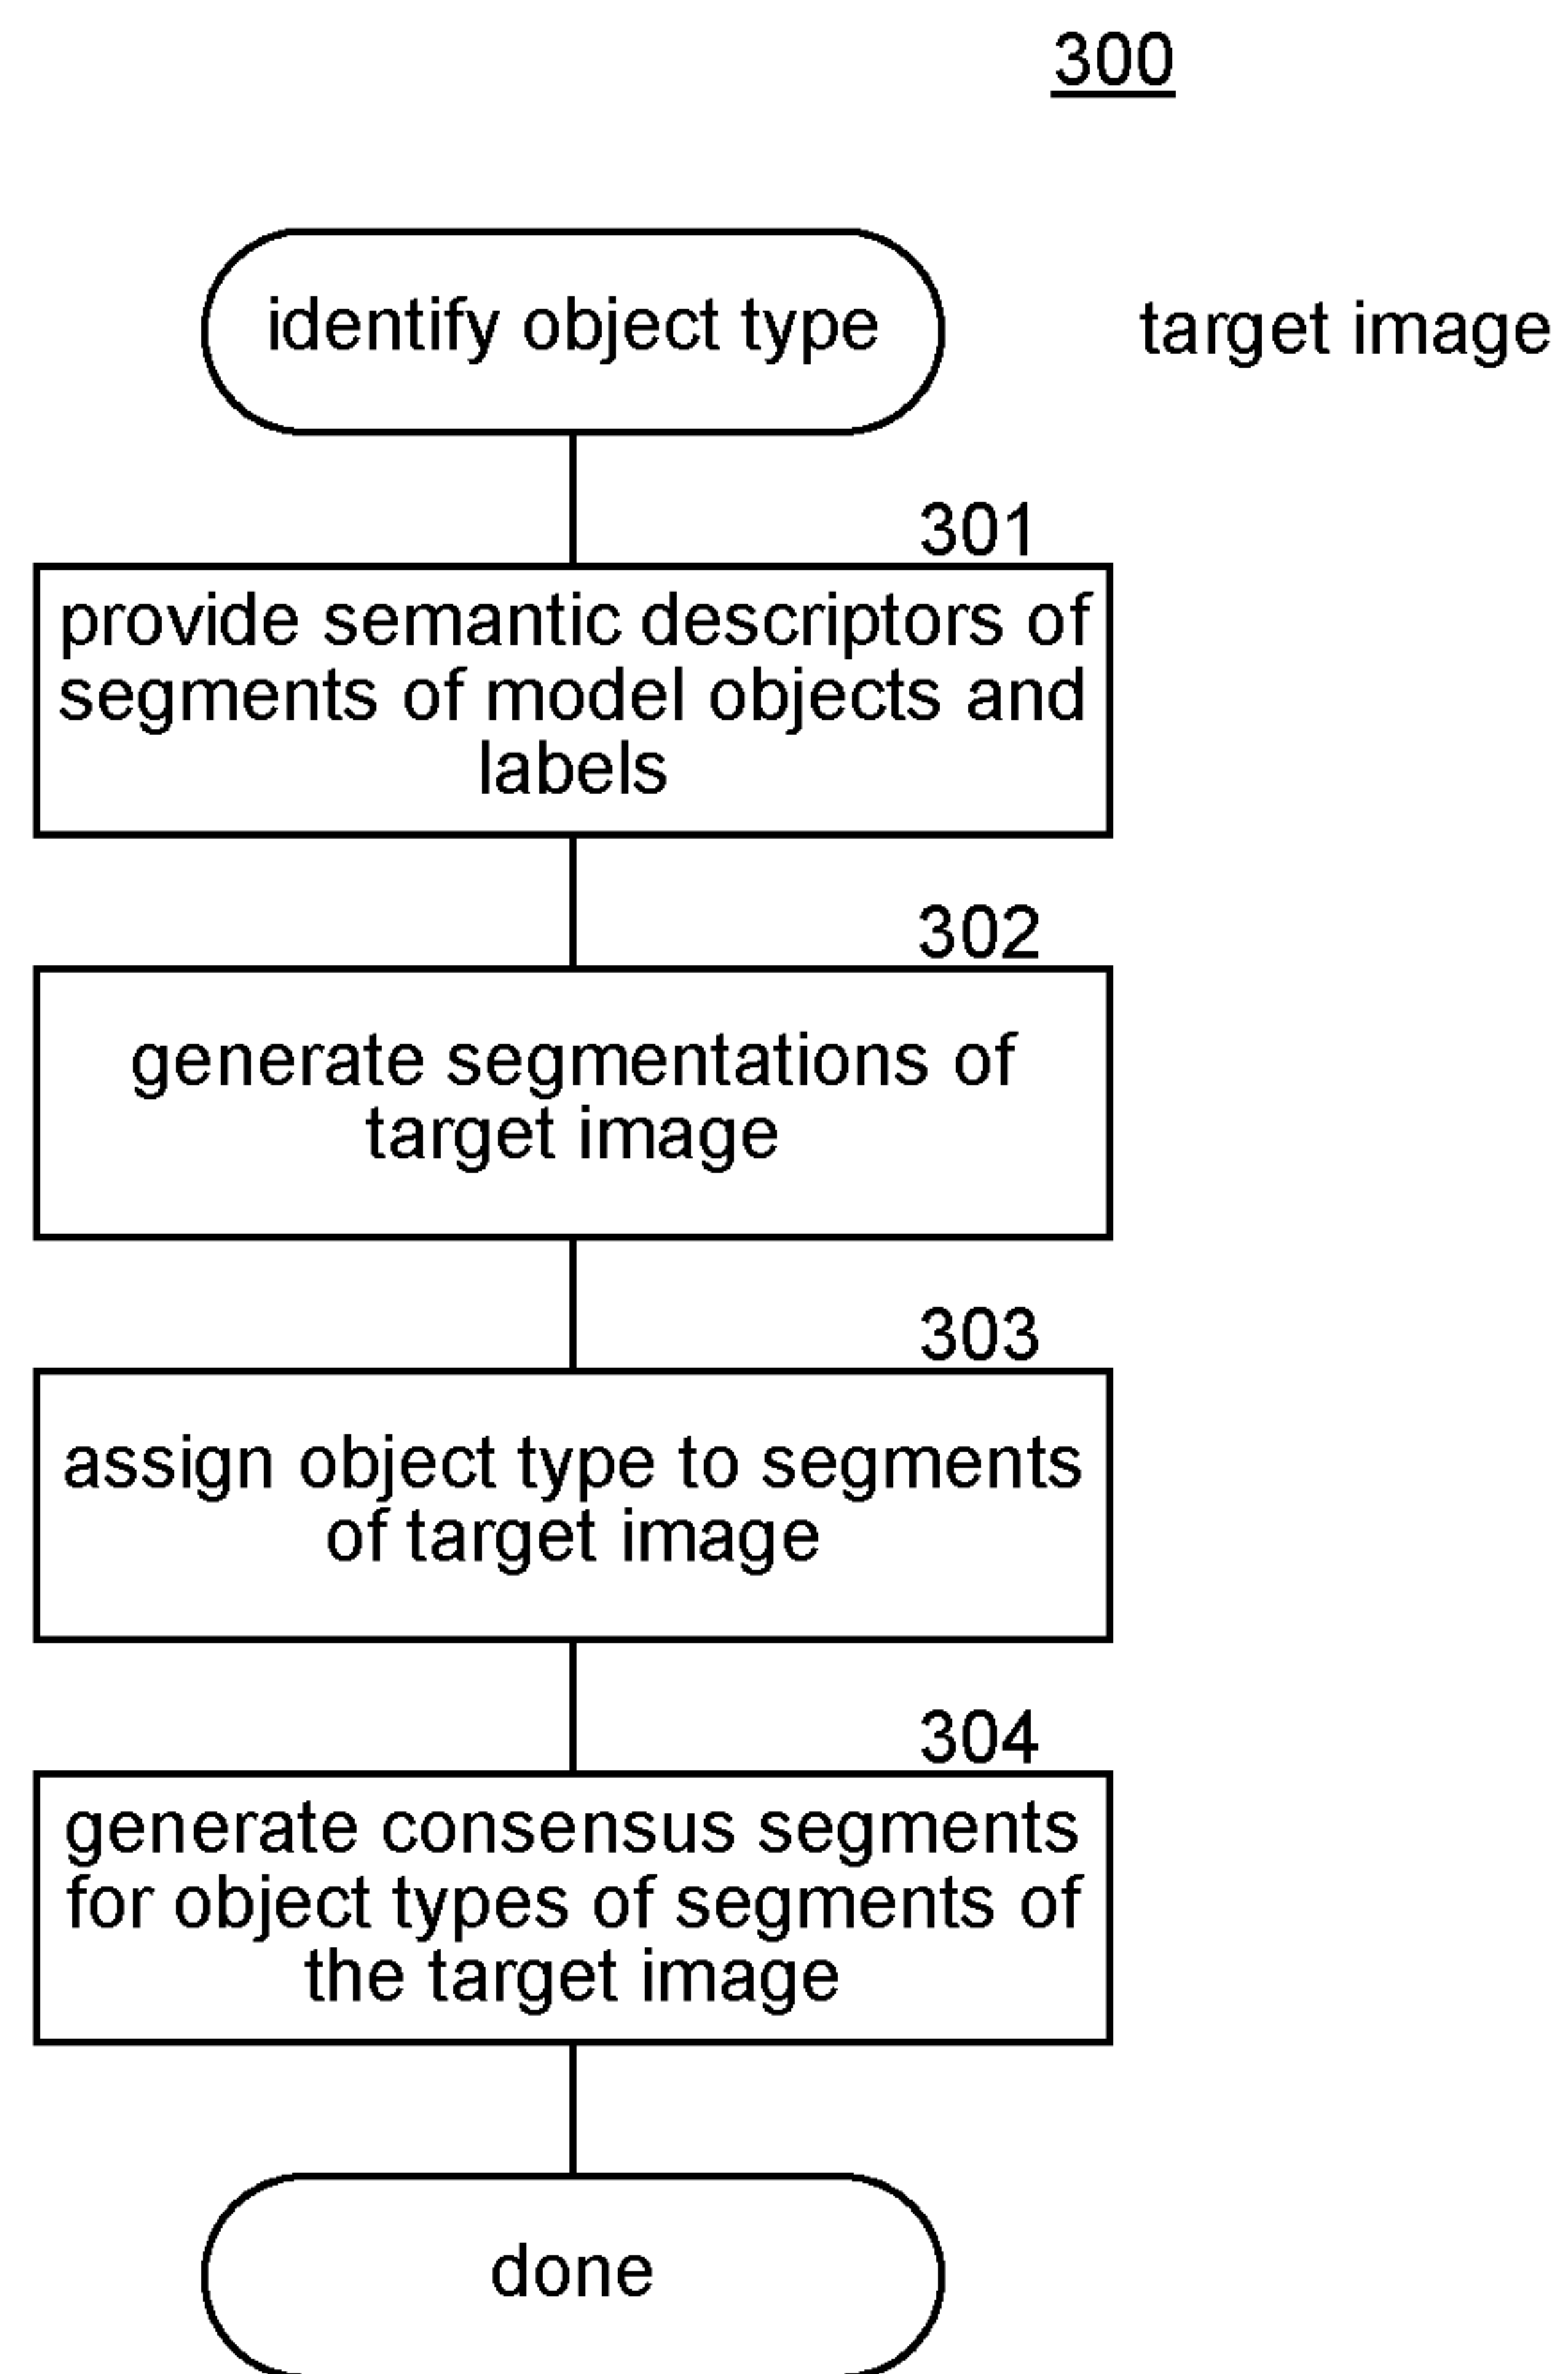 300
identify object type
target image
301
provide semantic descriptors of
segments of model objects and
labels
302
generate segmentations of
target image
303
assign object type to segments
of target image
304
generate consensus segments
for object types of segments of
the target image
done